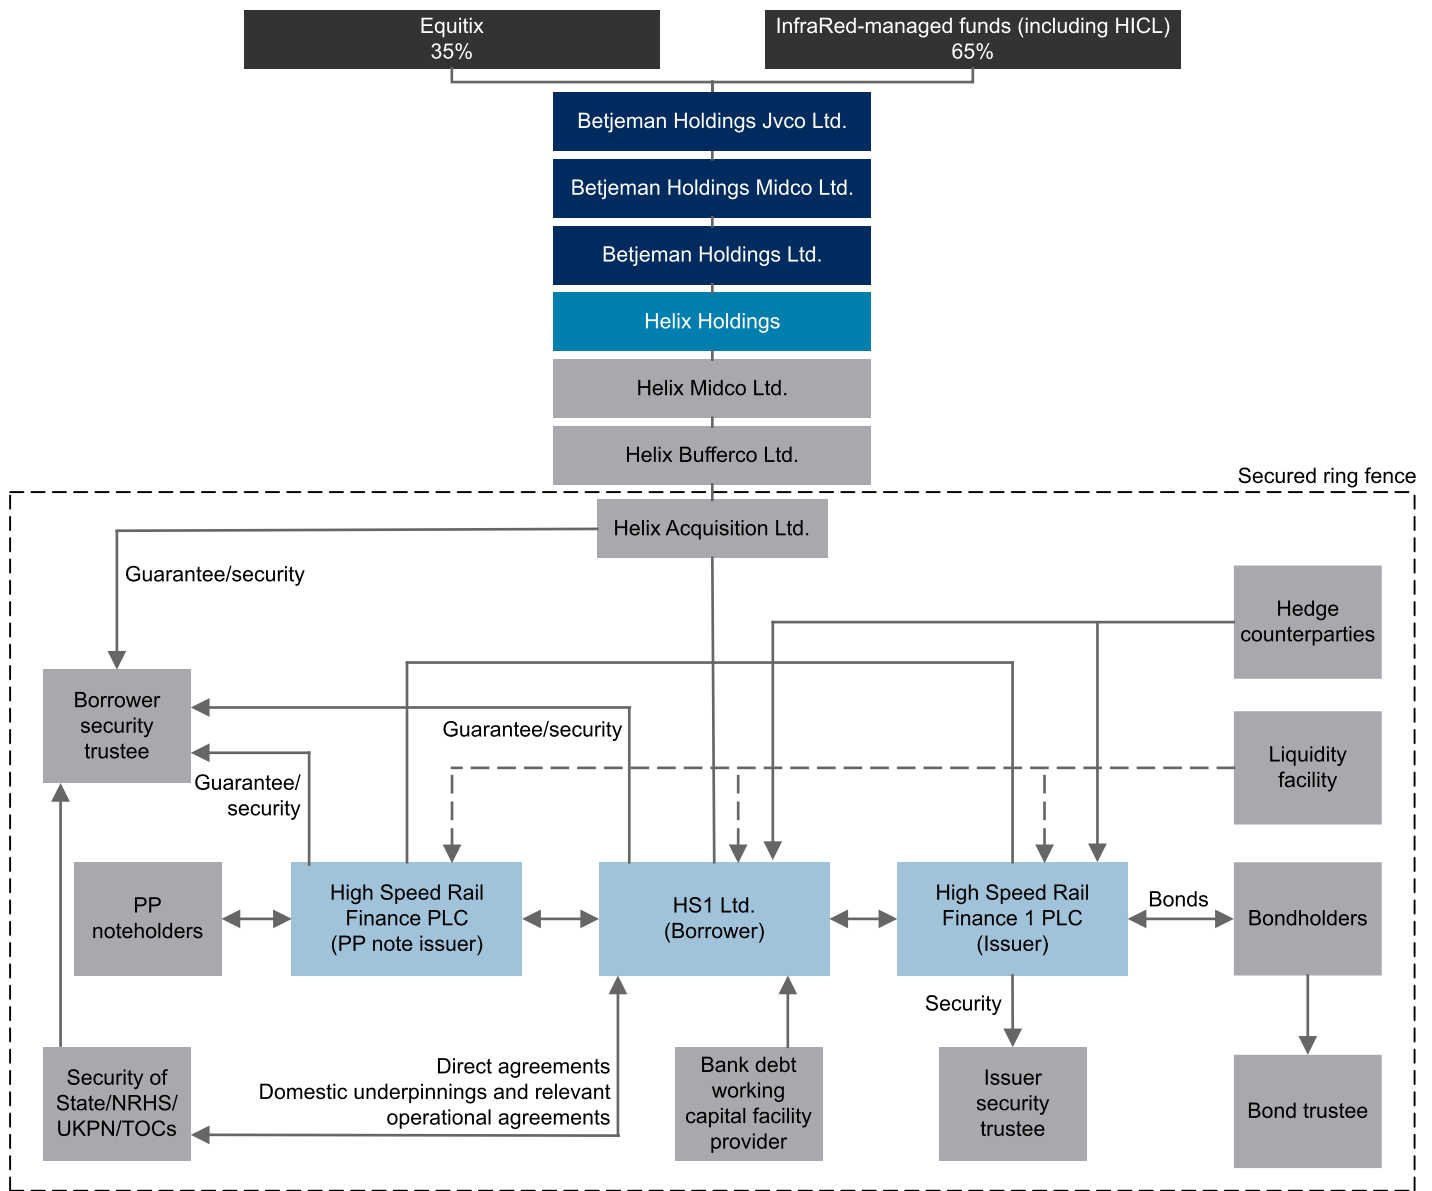 Equitix
35%
InfraRed-managed funds (including HICL)
65%
Betjeman Holdings Jvco Ltd.
Betjeman Holdings Midco Ltd.
Betjeman Holdings Ltd.
Helix Holdings
Helix Midco Ltd.
Helix Bufferco Ltd.
Secured ring fence
Helix Acquisition Ltd.
Guarantee/security
Hedge
counterparties
Borrower
security
trustee
Guarantee/security
Guarantee/
security
Liquidity
facility
PP
noteholders
High Speed Rail
Finance PLC
(PP note issuer)
HS1 Ltd.
(Borrower)
High Speed Rail
Finance 1 PLC
(Issuer)
Bonds
Bondholders
Security
Security of
State/NRHS/
UKPN/TOCs
Direct agreements
Domestic underpinnings and relevant
operational agreements
Bank debt
working
capital facility
provider
Issuer
security
trustee
Bond trustee